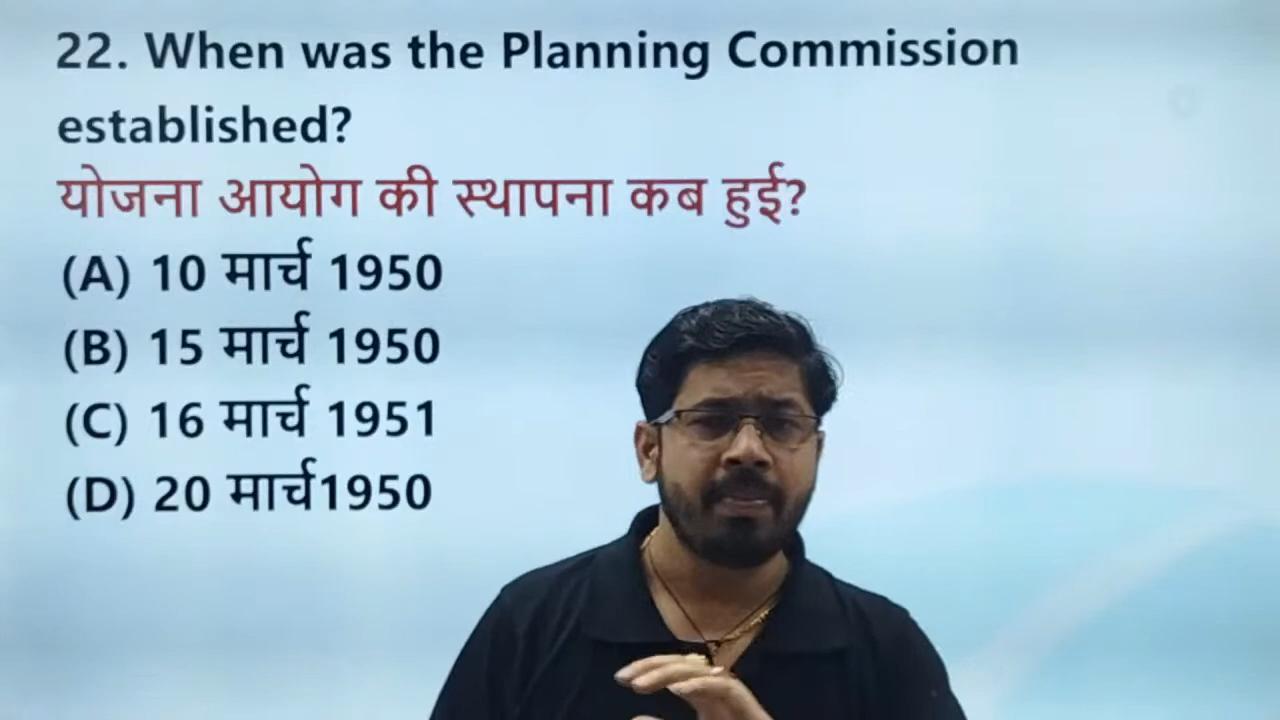 22. When was the Planning Commission
established?
योजना आयोग की स्थापना कब हुई?
(A) 10 मार्च 1950
(B) 15 मार्च 1950
(C) 16 मार्च 1951
(D) 20 मार्च1950